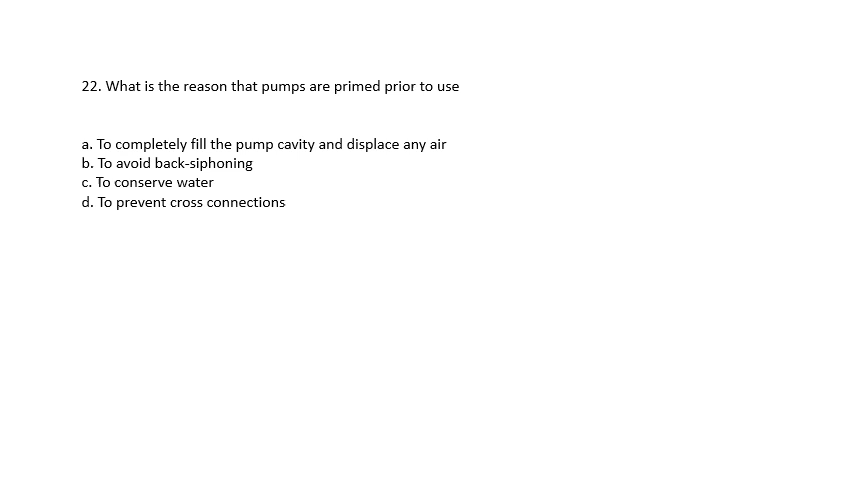 22. What is the reason that pumps are primed prior to use
a. To completely fill the pump cavity and displace any air
b. To avoid back-siphoning
c. To conserve water
d. To prevent cross connections